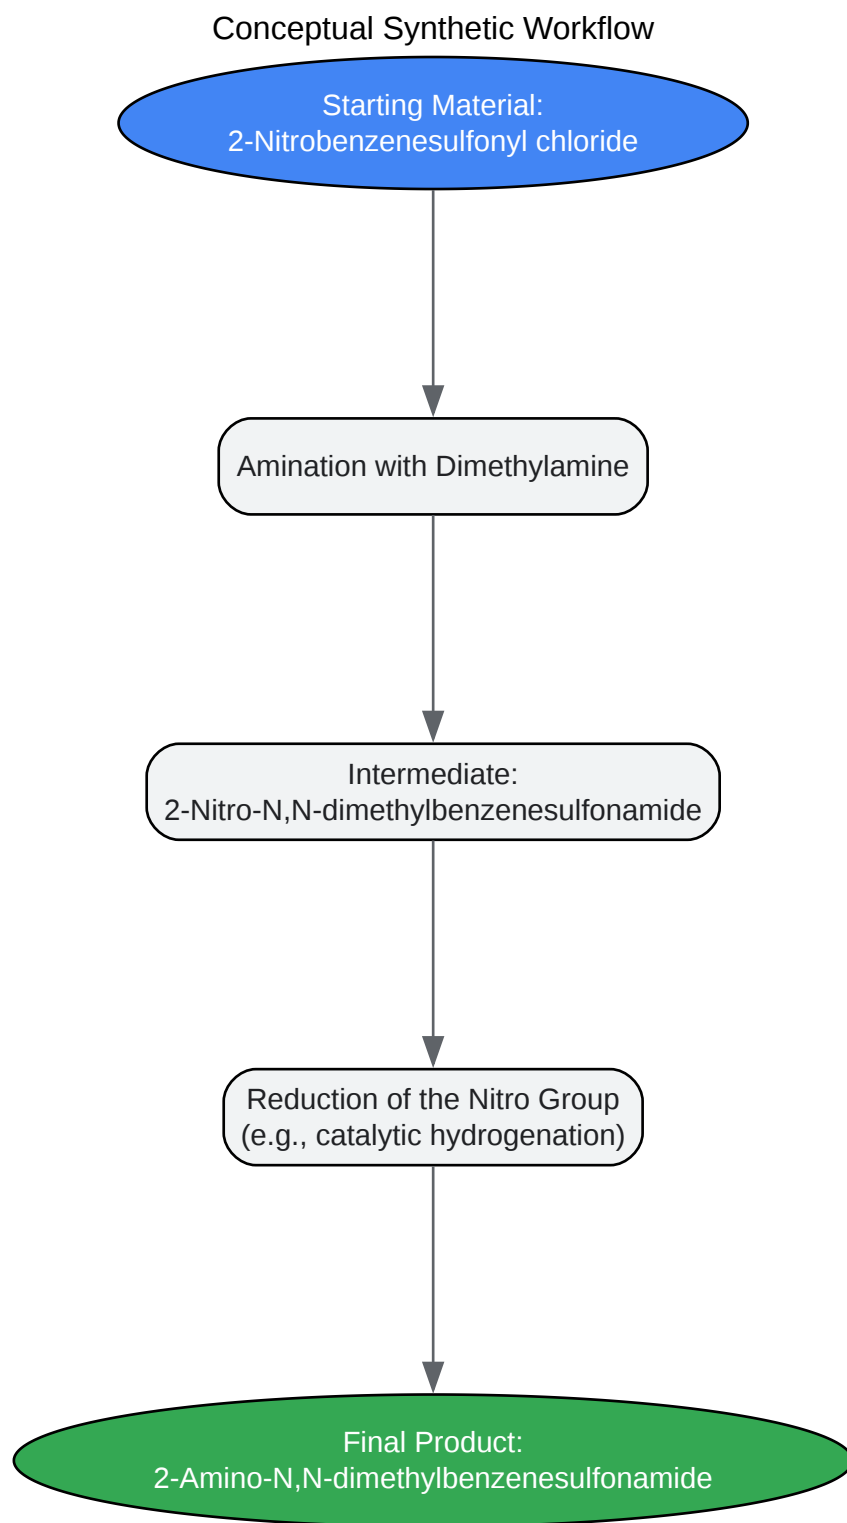 Conceptual Synthetic Workflow
Starting Material:
2-Nitrobenzenesulfonyl chloride
Amination with Dimethylamine
Intermediate:
2-Nitro-N,N-dimethylbenzenesulfonamide
Reduction of the Nitro Group
(e.g., catalytic hydrogenation)
Final Product:
2-Amino-N,N-dimethylbenzenesulfonamide